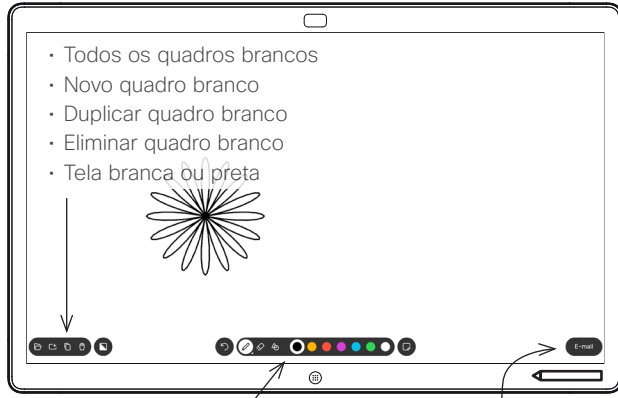 • Todos os quadros brancos
• Novo quadro branco
• Duplicar quadro branco
• Eliminar quadro branco
• Tela branca ou preta
E-mail